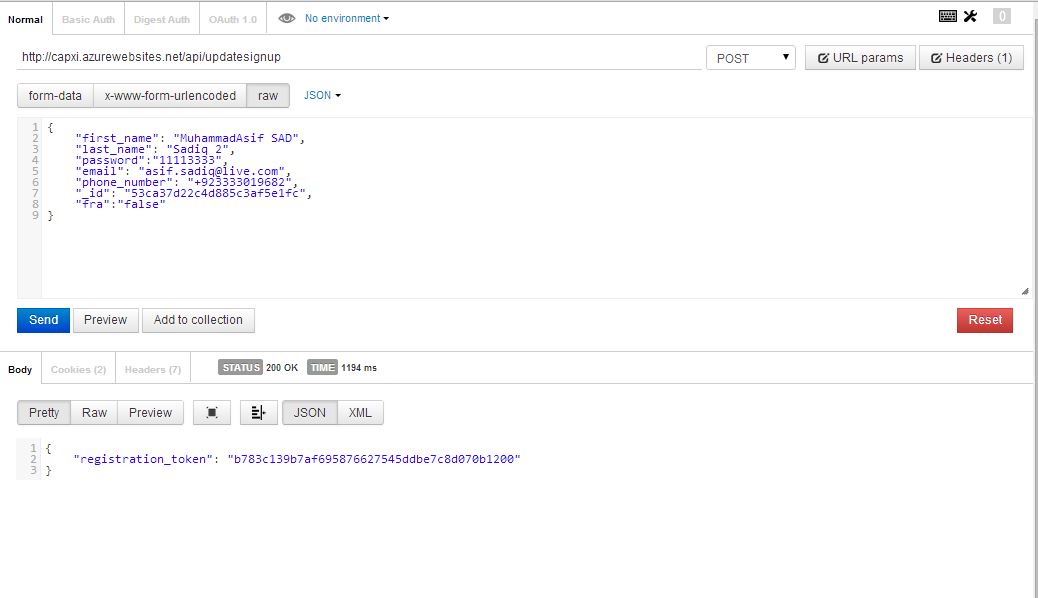 Normal Basic Auth Digest Auth OAuth 1.0 No environment 0
http://capxi.azurewebsites.net/api/updatesignup POST URL params Headers (1)
form-data x-www-form-urlencoded raw JSON
1 {
2 "first_name": "MuhammadAsif SAD",
3 "last_name": "Sadiq 2",
4 "password":"11113333",
5 "email": "asif.sadiq@live.com",
6 "phone_number": "+923333019682",
7 "_id": "53ca37d22c4d885c3af5e1fc",
8 "fra":"false"
9 }
Send Preview Add to collection Reset
Body Cookies (2) Headers (7) STATUS 200 OK TIME 1194 ms
Pretty Raw Preview JSON XML
1 {
2 "registration_token": "b783c139b7af695876627545ddbe7c8d070b1200"
3 }